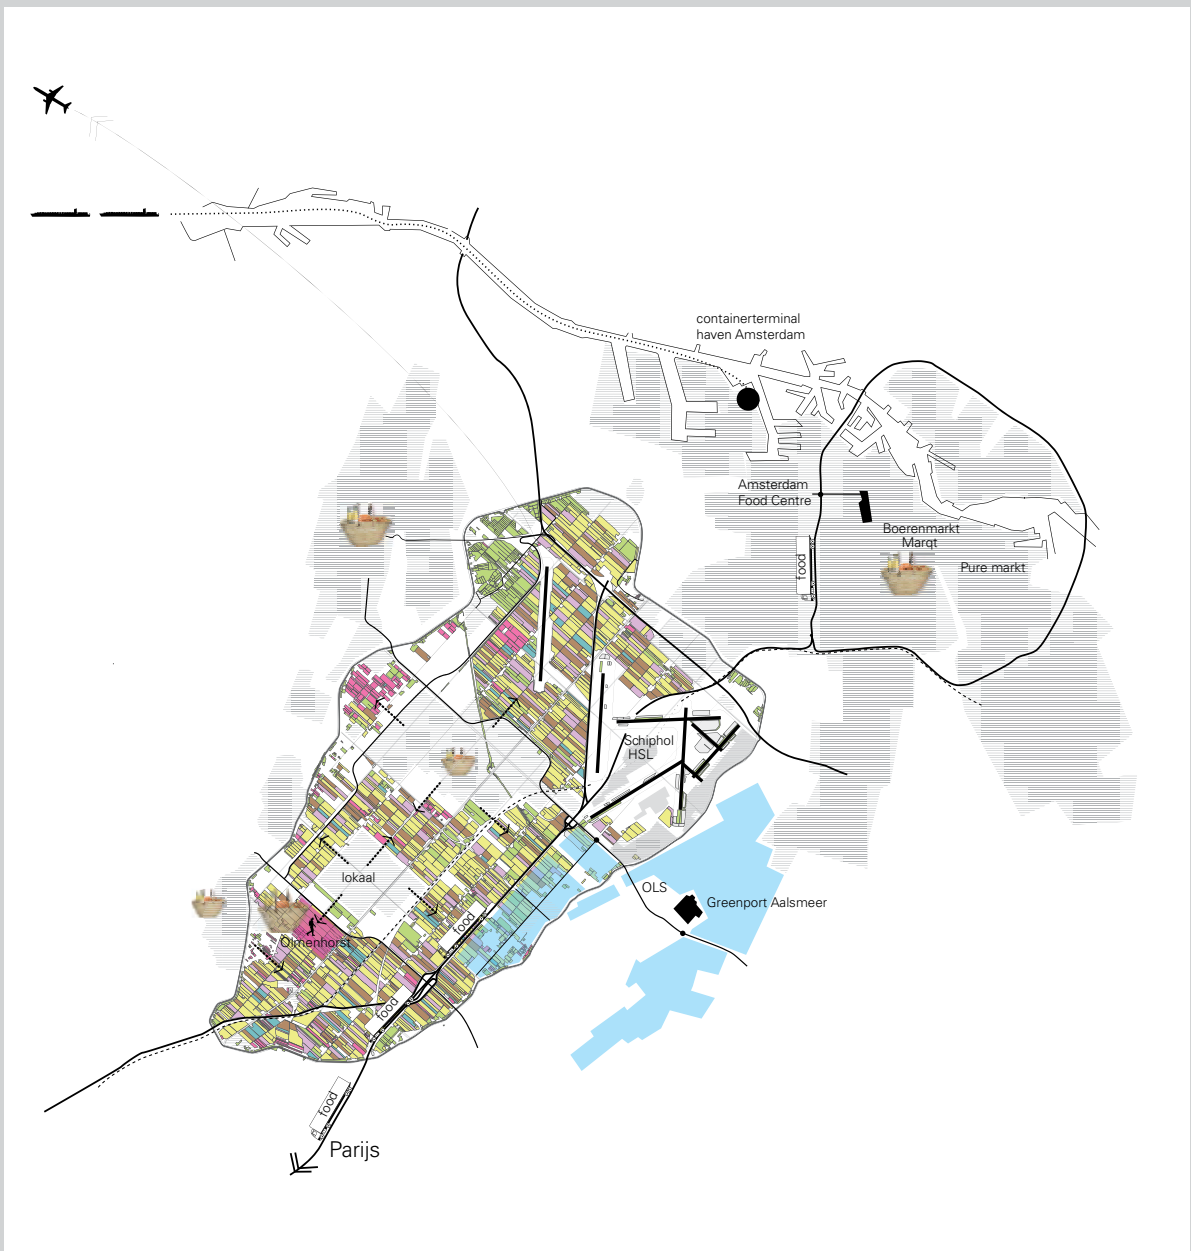 containerterminal
haven Amsterdam
Amsterdam
Food Centre
Boerenmarkt
Marqt
food
Pure markt
Schiphol
HSL
lokaal
OLS
Greenport Aalsmeer
food
Olmenhorst
food
food
Parijs